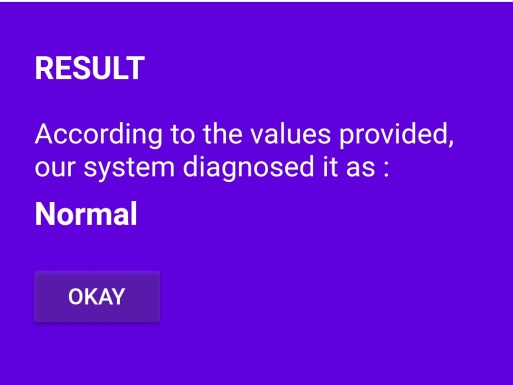 RESULT
According to the values provided,
our system diagnosed it as :
Normal
OKAY